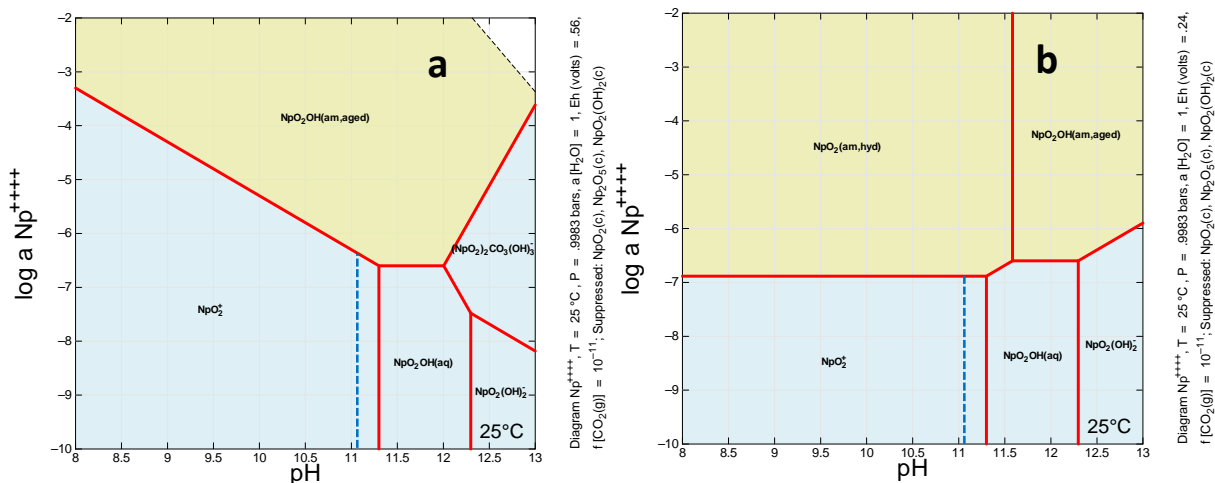 a
−2
−3
−4
−5
−6
−7
−8
−9
−10
log a Np++++
NpO2OH(am,aged)
(NpO2)2CO3(OH)3−
NpO2+
NpO2OH(aq)
NpO2(OH)2−
25°C
8 8.5 9 9.5 10 10.5 11 11.5 12 12.5 13
pH
Diagram Np++++, T = 25 °C , P = .9983 bars, a [H2O] = 1, Eh (volts) = .56,
f [CO2(g)] = 10−11; Suppressed: NpO2(c), Np2O5(c), NpO2(OH)2(c)
b
−2
−3
−4
−5
−6
−7
−8
−9
−10
log a Np++++
NpO2(am,hyd)
NpO2OH(am,aged)
NpO2+
NpO2OH(aq)
NpO2(OH)2−
25°C
8 8.5 9 9.5 10 10.5 11 11.5 12 12.5 13
pH
Diagram Np++++, T = 25 °C , P = .9983 bars, a [H2O] = 1, Eh (volts) = .24,
f [CO2(g)] = 10−11; Suppressed: NpO2(c), Np2O5(c), NpO2(OH)2(c)